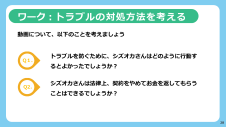 ワーク：トラブルの対処方法を考える
動画について、以下のことを考えましょう
Q1.
トラブルを防ぐために、シズオカさんはどのように行動す
るとよかったでしょうか？
Q2.
シズオカさんは法律上、契約をやめてお金を返してもらう
ことはできるでしょうか？